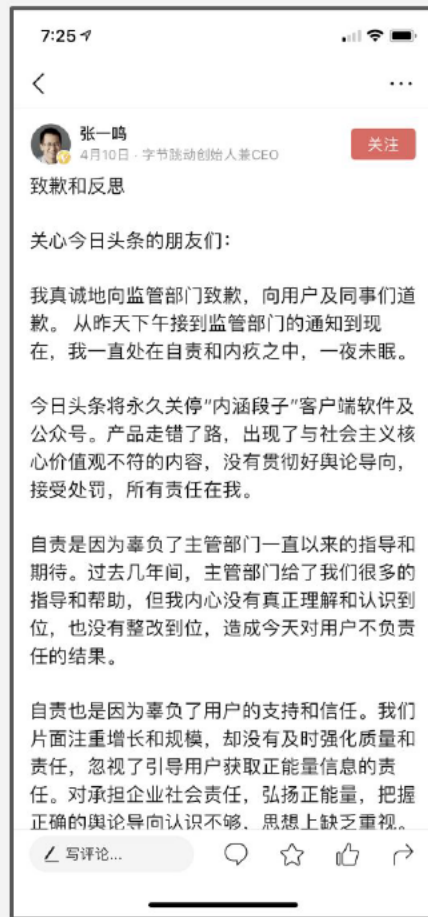 7:25
张一鸣
4月10日 · 字节跳动创始人兼CEO
关注
致歉和反思
关心今日头条的朋友们：
我真诚地向监管部门致歉，向用户及同事们道
歉。 从昨天下午接到监管部门的通知到现
在，我一直处在自责和内疚之中，一夜未眠。
今日头条将永久关停“内涵段子”客户端软件及
公众号。产品走错了路，出现了与社会主义核
心价值观不符的内容，没有贯彻好舆论导向，
接受处罚，所有责任在我。
自责是因为辜负了主管部门一直以来的指导和
期待。过去几年间，主管部门给了我们很多的
指导和帮助，但我内心没有真正理解和认识到
位，也没有整改到位，造成今天对用户不负责
任的结果。
自责也是因为辜负了用户的支持和信任。我们
片面注重增长和规模，却没有及时强化质量和
责任，忽视了引导用户获取正能量信息的责
任。对承担企业社会责任，弘扬正能量，把握
正确的舆论导向认识不够，思想上缺乏重视。
写评论...